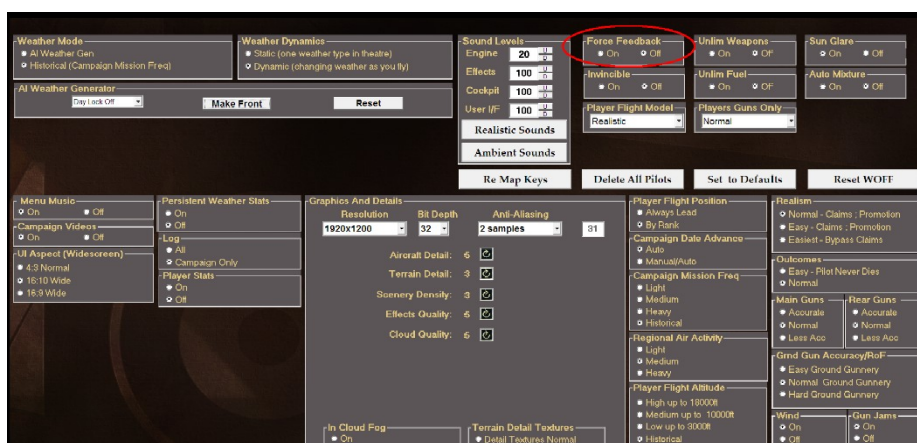 Weather Mode
AI Weather Gen
Historical (Campaign Mission Freq)
Weather Dynamics
Static (one weather type in theatre)
Dynamic (changing weather as you fly)
AI Weather Generator
Day Lock Off
Make Front
Reset
Sound Levels
Engine 20
Effects 100
Cockpit 100
User I/F 100
Realistic Sounds
Ambient Sounds
Re Map Keys
Force Feedback
On Off
Unlim Weapons
On Off
Sun Glare
On Off
Invincible
On Off
Unlim Fuel
On Off
Auto Mixture
On Off
Player Flight Model
Realistic
Players Guns Only
Normal
Delete All Pilots
Set to Defaults
Reset WOFF
Menu Music
On Off
Campaign Videos
On Off
UI Aspect (Widescreen)
4:3 Normal
16:10 Wide
16:9 Wide
Persistent Weather Stats
On
Off
Log
All
Campaign Only
Player Stats
On
Off
Graphics And Details
Resolution Bit Depth Anti-Aliasing
1920x1200 32 2 samples 31
Aircraft Detail: 5
Terrain Detail: 3
Scenery Density: 3
Effects Quality: 5
Cloud Quality: 5
In Cloud Fog
On
Terrain Detail Textures
Detail Textures Normal
Player Flight Position
Always Lead
By Rank
Campaign Date Advance
Auto
Manual/Auto
Campaign Mission Freq
Light
Medium
Heavy
Historical
Regional Air Activity
Light
Medium
Heavy
Player Flight Altitude
High up to 18000ft
Medium up to 10000ft
Low up to 3000ft
Historical
Realism
Normal - Claims ; Promotion
Easy - Claims ; Promotion
Easiest - Bypass Claims
Outcomes
Easy - Pilot Never Dies
Normal
Main Guns
Accurate
Normal
Less Acc
Rear Guns
Accurate
Normal
Less Acc
Grnd Gun Accuracy/RoF
Easy Ground Gunnery
Normal Ground Gunnery
Hard Ground Gunnery
Wind
On
Off
Gun Jams
On
Off